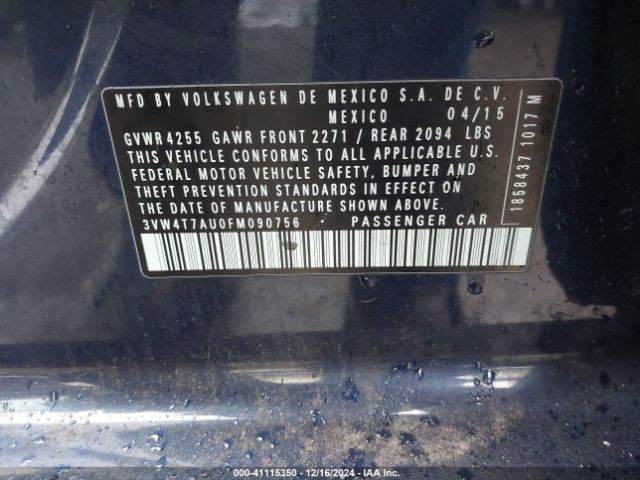 MFD BY VOLKSWAGEN DE MEXICO S.A. DE C.V.
MEXICO 04/15
GVWR 4255 GAWR FRONT 2271 / REAR 2094 LBS
THIS VEHICLE CONFORMS TO ALL APPLICABLE U.S.
FEDERAL MOTOR VEHICLE SAFETY, BUMPER AND
THEFT PREVENTION STANDARDS IN EFFECT ON
THE DATE OF MANUFACTURE SHOWN ABOVE.
3VW4T7AU0FM090756 PASSENGER CAR
1858437 1017 M
000-41115350 - 12/16/2024 - IAA Inc.